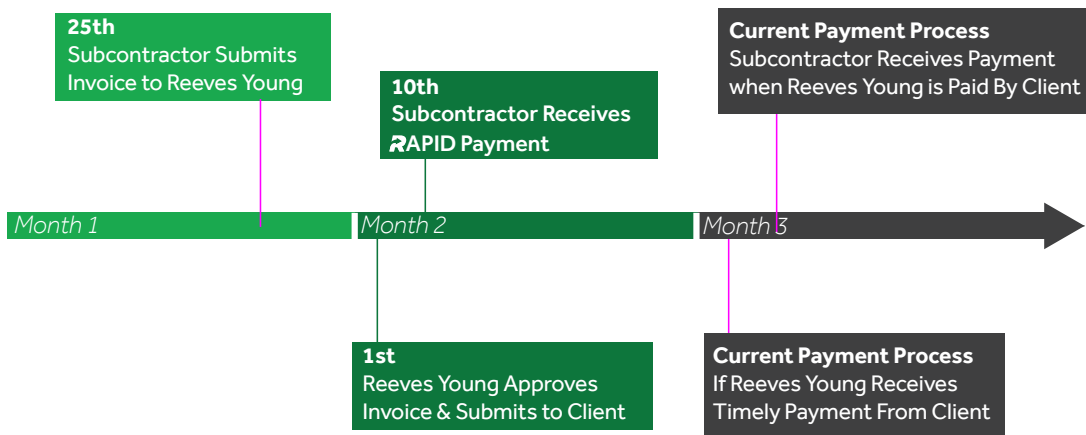 25th
Subcontractor Submits
Invoice to Reeves Young
10th
Subcontractor Receives
RAPID Payment
Current Payment Process
Subcontractor Receives Payment
when Reeves Young is Paid By Client
Month 1
Month 2
Month 3
1st
Reeves Young Approves
Invoice & Submits to Client
Current Payment Process
If Reeves Young Receives
Timely Payment From Client